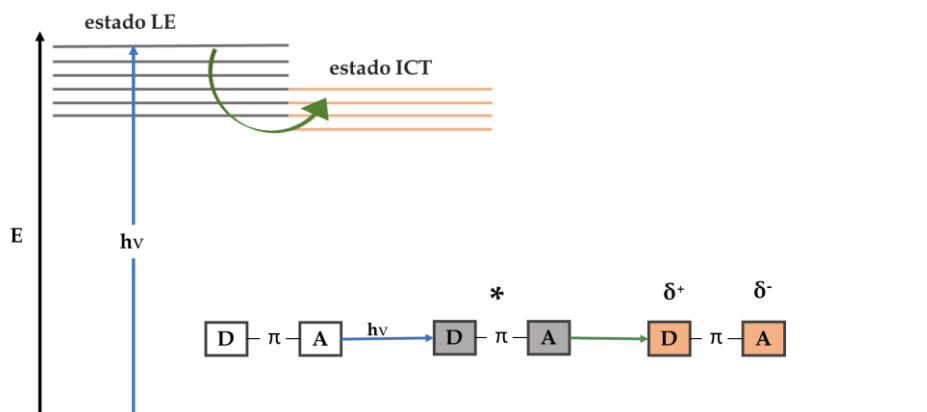 estado LE
estado ICT
E
hν
* δ⁺ δ⁻
D – π – A hν D – π – A D – π – A